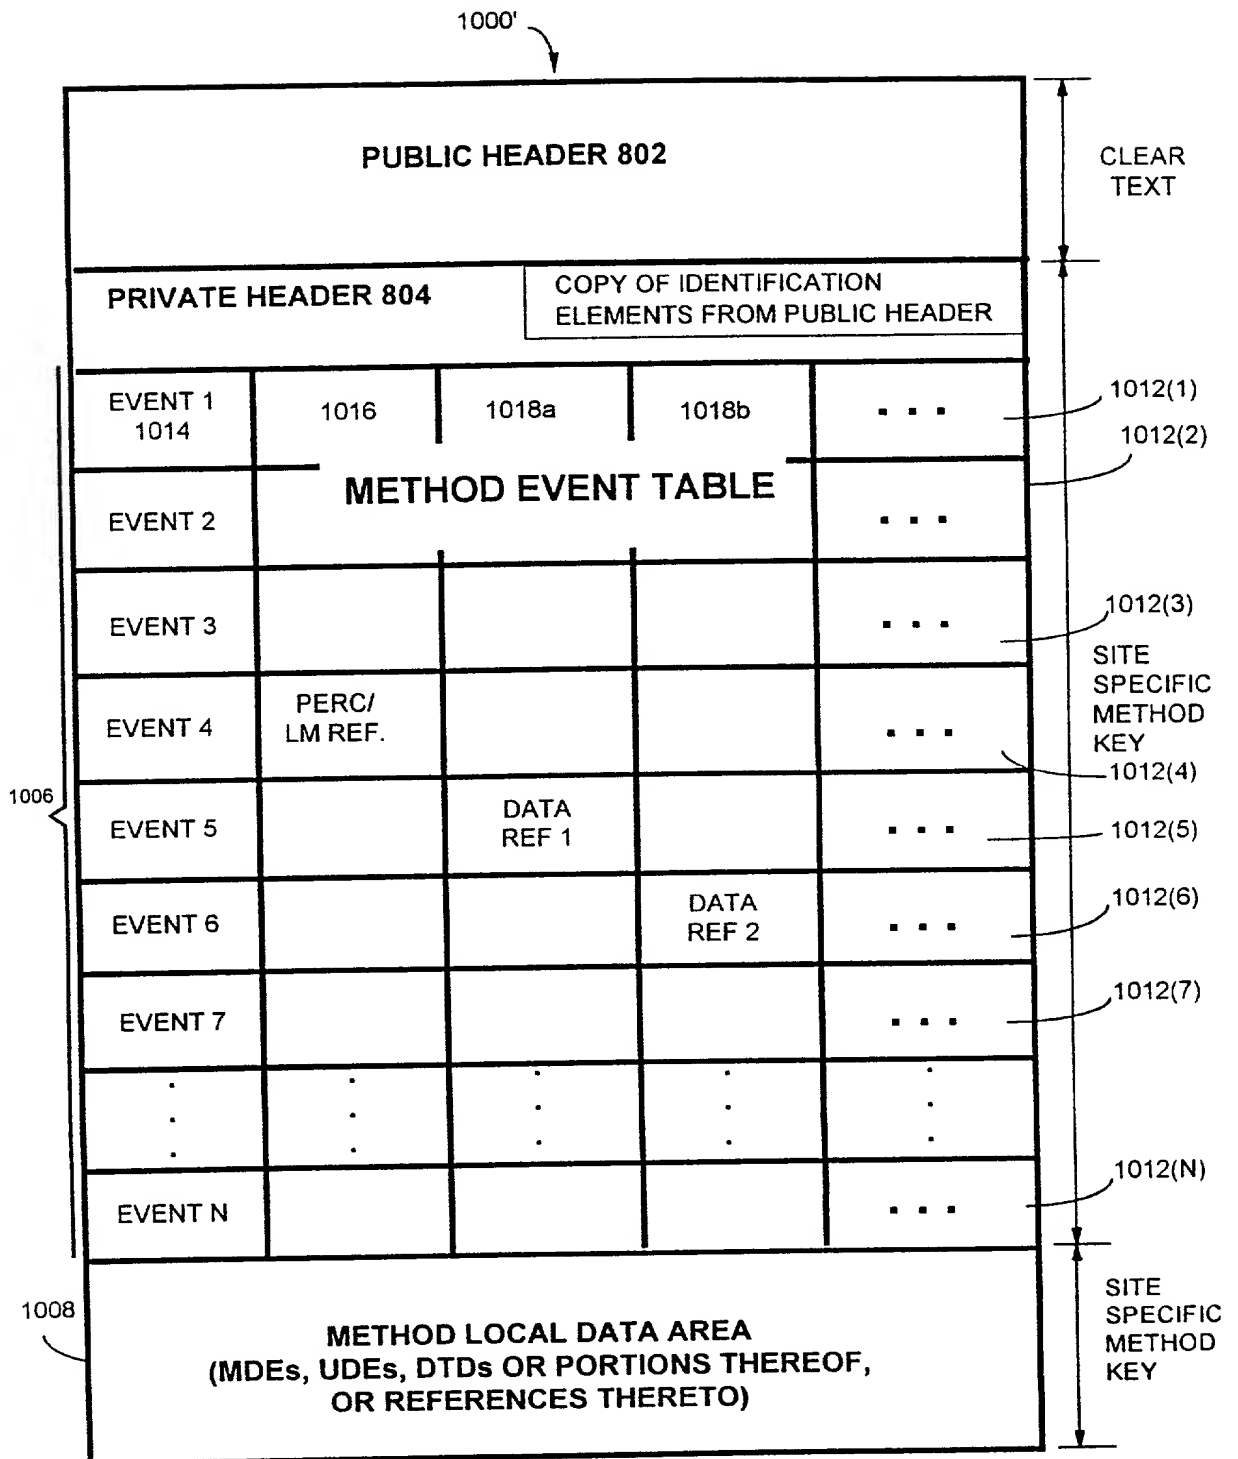 1000'
PUBLIC HEADER 802
CLEAR
TEXT
PRIVATE HEADER 804
COPY OF IDENTIFICATION
ELEMENTS FROM PUBLIC HEADER
EVENT 1
1014
1016
1018a
1018b
. . .
1012(1)
1012(2)
METHOD EVENT TABLE
EVENT 2
. . .
EVENT 3
. . .
1012(3)
SITE
SPECIFIC
METHOD
KEY
EVENT 4
PERC/
LM REF.
. . .
1012(4)
1006
EVENT 5
DATA
REF 1
. . .
1012(5)
EVENT 6
DATA
REF 2
. . .
1012(6)
EVENT 7
. . .
1012(7)
EVENT N
. . .
1012(N)
1008
METHOD LOCAL DATA AREA
(MDEs, UDEs, DTDs OR PORTIONS THEREOF,
OR REFERENCES THERETO)
SITE
SPECIFIC
METHOD
KEY